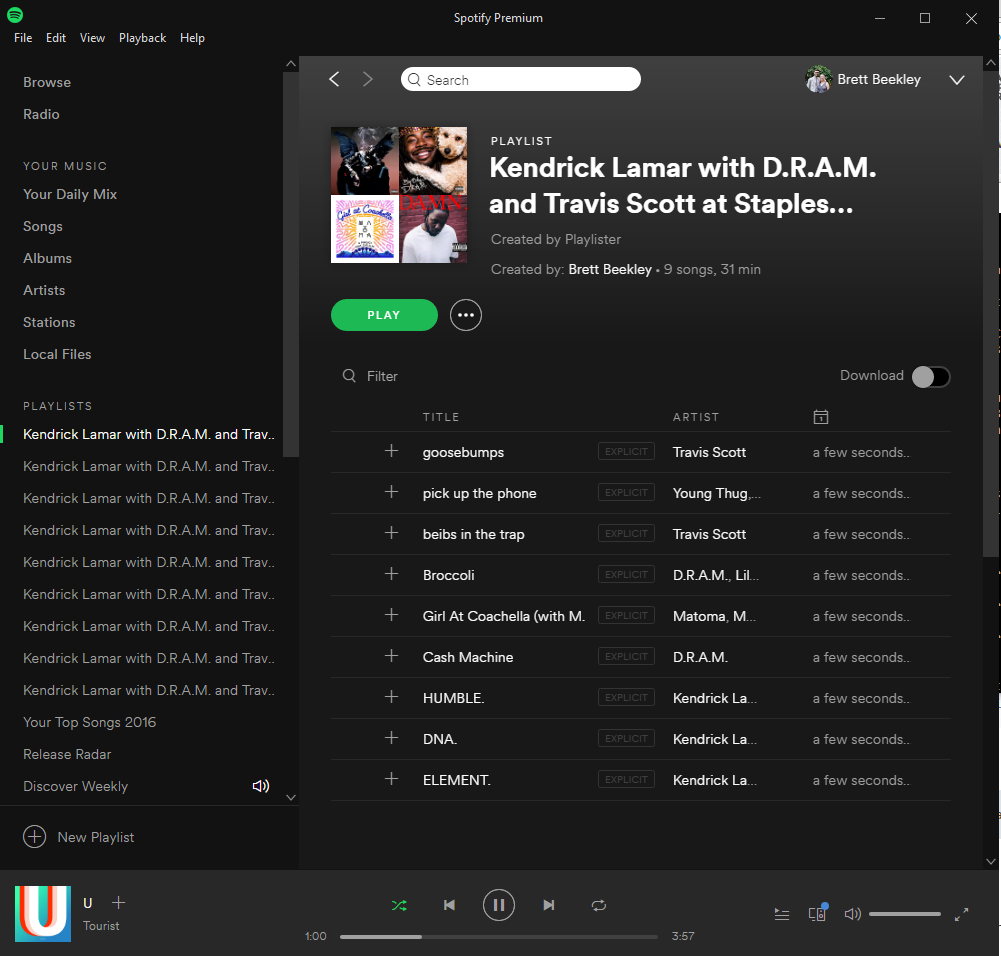 Spotify Premium
File Edit View Playback Help
Browse
Radio
YOUR MUSIC
Your Daily Mix
Songs
Albums
Artists
Stations
Local Files
PLAYLISTS
Kendrick Lamar with D.R.A.M. and Trav..
Kendrick Lamar with D.R.A.M. and Trav..
Kendrick Lamar with D.R.A.M. and Trav..
Kendrick Lamar with D.R.A.M. and Trav..
Kendrick Lamar with D.R.A.M. and Trav..
Kendrick Lamar with D.R.A.M. and Trav..
Kendrick Lamar with D.R.A.M. and Trav..
Kendrick Lamar with D.R.A.M. and Trav..
Kendrick Lamar with D.R.A.M. and Trav..
Your Top Songs 2016
Release Radar
Discover Weekly
New Playlist
Search
Brett Beekley
DAMN.
Girl at Coachella
PLAYLIST
Kendrick Lamar with D.R.A.M.
and Travis Scott at Staples...
Created by Playlister
Created by: Brett Beekley • 9 songs, 31 min
PLAY
Filter
Download
TITLE ARTIST
goosebumps EXPLICIT Travis Scott a few seconds..
pick up the phone EXPLICIT Young Thug,... a few seconds..
beibs in the trap EXPLICIT Travis Scott a few seconds..
Broccoli EXPLICIT D.R.A.M., Lil... a few seconds..
Girl At Coachella (with M. EXPLICIT Matoma, M... a few seconds..
Cash Machine EXPLICIT D.R.A.M. a few seconds..
HUMBLE. EXPLICIT Kendrick La... a few seconds..
DNA. EXPLICIT Kendrick La... a few seconds..
ELEMENT. EXPLICIT Kendrick La... a few seconds..
U
Tourist
1:00
3:57